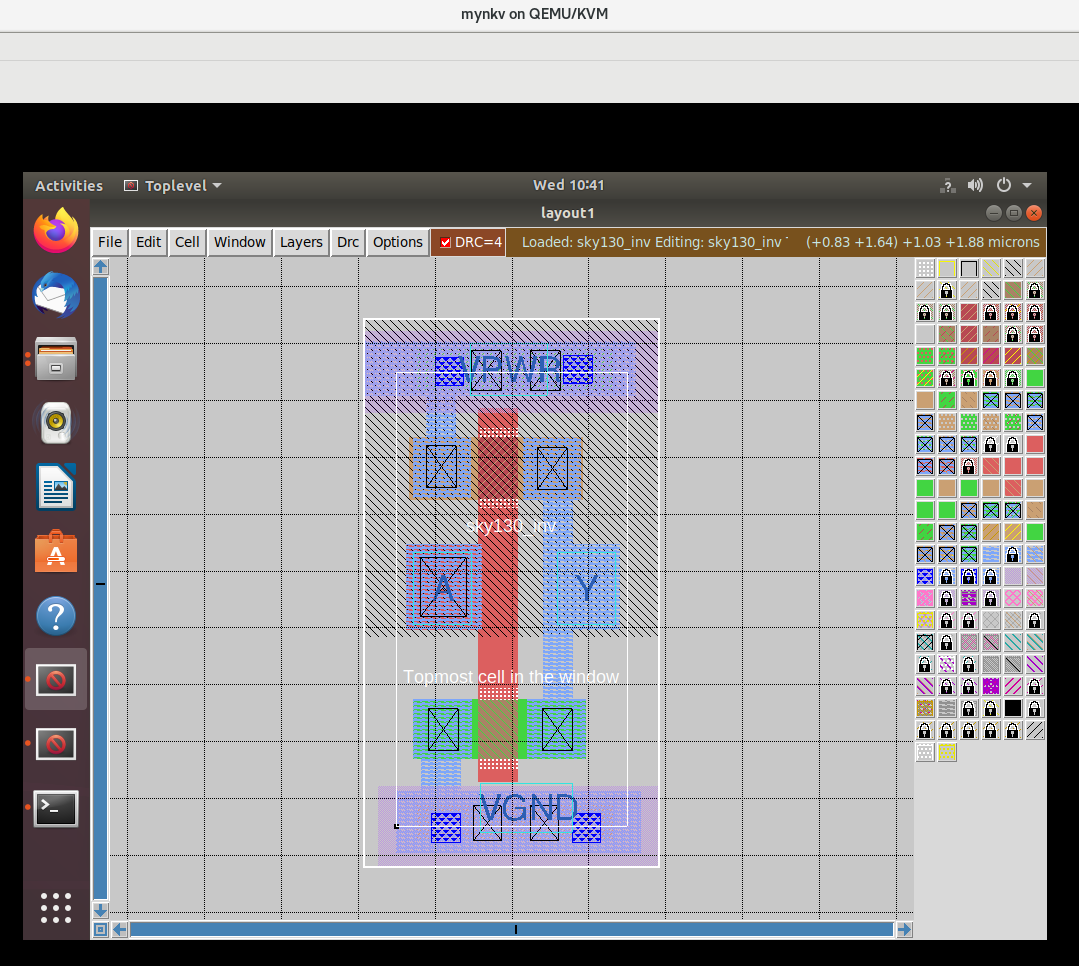 mynkv on QEMU/KVM
Activities Toplevel Wed 10:41
layout1
File Edit Cell Window Layers Drc Options DRC=4 Loaded: sky130_inv Editing: sky130_inv (+0.83 +1.64) +1.03 +1.88 microns
VPWR
sky130_inv
A Y
Topmost cell in the window
VGND